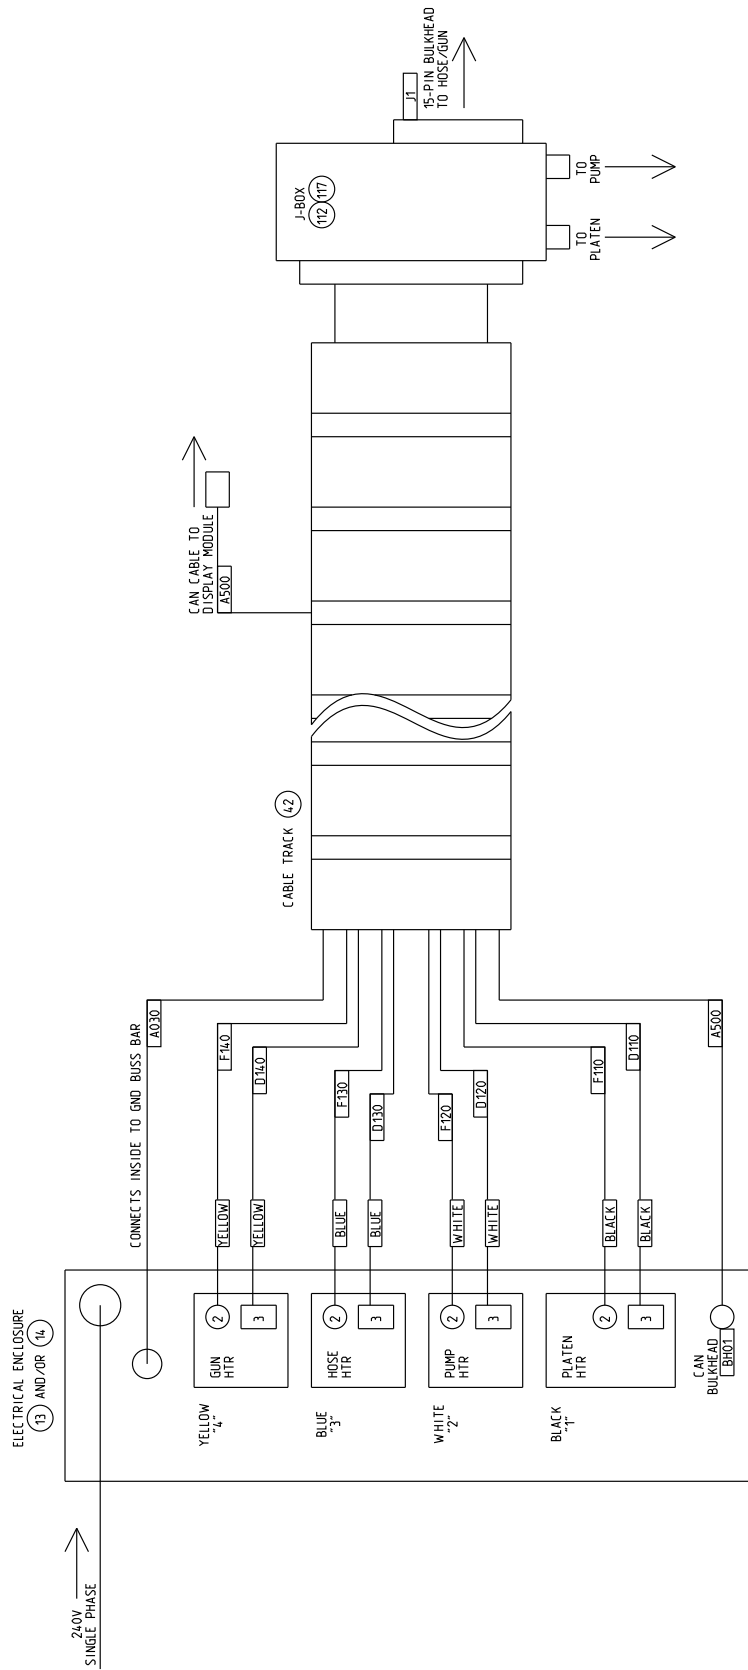 J1
15-PIN BULKHEAD
TO HOSE/GUN
J-BOX
112 117
TO
PUMP
TO
PLATEN
CAN CABLE TO
DISPLAY MODULE
A500
CABLE TRACK 42
CONNECTS INSIDE TO GND BUSS BAR
A030
F140
D140
F130
D130
F120
D120
F110
D110
A500
YELLOW
YELLOW
BLUE
BLUE
WHITE
WHITE
BLACK
BLACK
ELECTRICAL ENCLOSURE
13 AND/OR 14
2
3
GUN
HTR
2
3
HOSE
HTR
2
3
PUMP
HTR
2
3
PLATEN
HTR
CAN
BULKHEAD
BH01
YELLOW
"4"
BLUE
"3"
WHITE
"2"
BLACK
"1"
240V
SINGLE PHASE